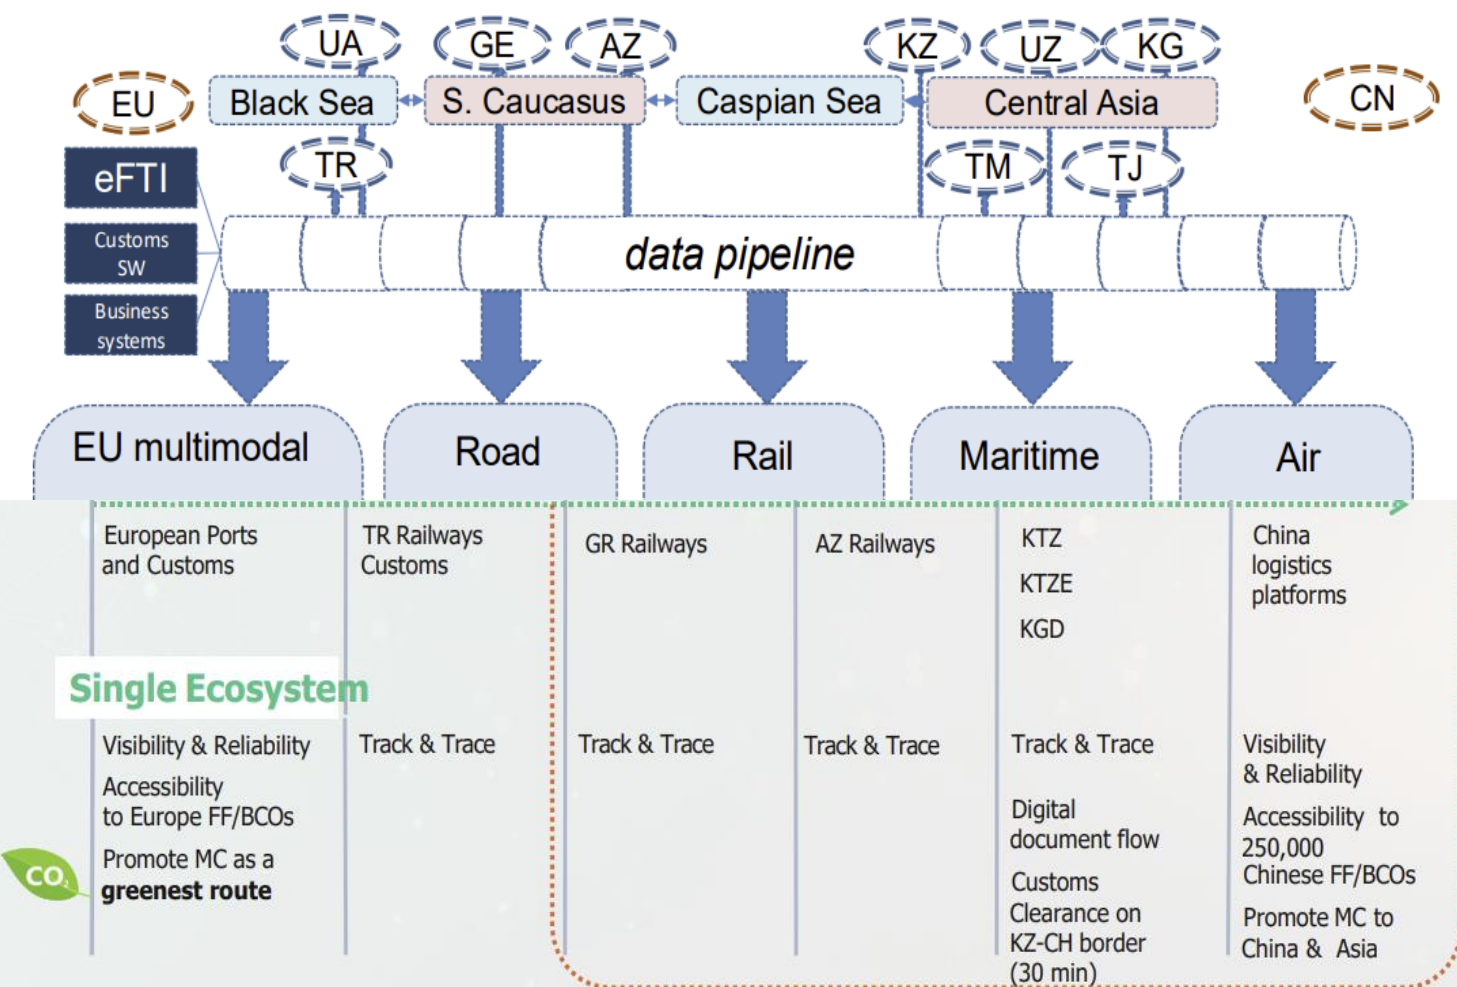 UA
GE
AZ
KZ
UZ
KG
EU
Black Sea
S. Caucasus
Caspian Sea
Central Asia
CN
TR
TM
TJ
eFTI
Customs
SW
Business
systems
data pipeline
EU multimodal
Road
Rail
Maritime
Air
European Ports
and Customs
TR Railways
Customs
GR Railways
AZ Railways
KTZ
KTZE
KGD
China
logistics
platforms
Single Ecosystem
Visibility & Reliability
Accessibility
to Europe FF/BCOs
Promote MC as a
greenest route
CO₂
Track & Trace
Track & Trace
Track & Trace
Track & Trace
Digital
document flow
Customs
Clearance on
KZ-CH border
(30 min)
Visibility
& Reliability
Accessibility to
250,000
Chinese FF/BCOs
Promote MC to
China & Asia